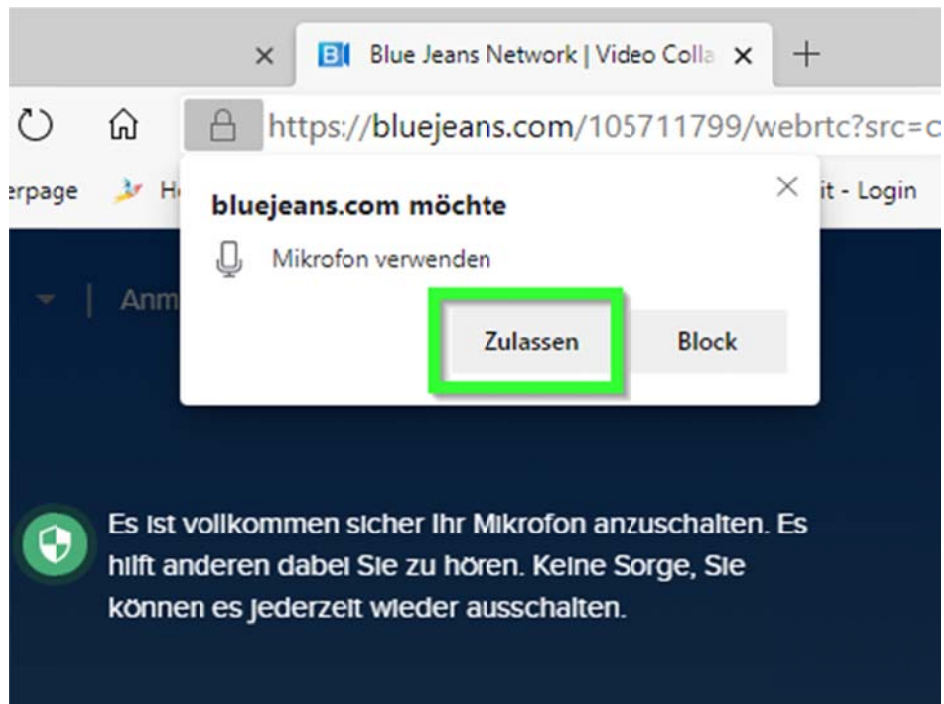 Blue Jeans Network | Video Colla
https://bluejeans.com/105711799/webrtc?src=c
erpage
it - Login
bluejeans.com möchte
Mikrofon verwenden
Anm
Zulassen Block
Es ist vollkommen sicher Ihr Mikrofon anzuschalten. Es
hilft anderen dabei Sie zu hören. Keine Sorge, Sie
können es jederzeit wieder ausschalten.